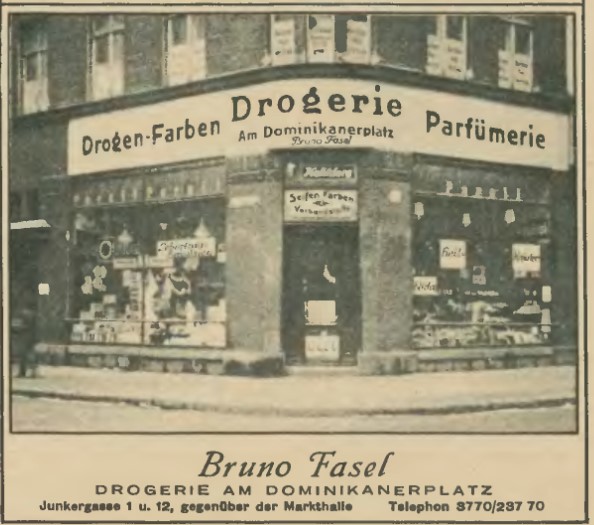 Drogen-Farben
Drogerie
Am Dominikanerplatz
Bruno Fasel
Parfümerie
Seifen Farben
Bruno Fasel
DROGERIE AM DOMINIKANERPLATZ
Junkergasse 1 u. 12, gegenüber der Markthalle Telephon 3770/237 70